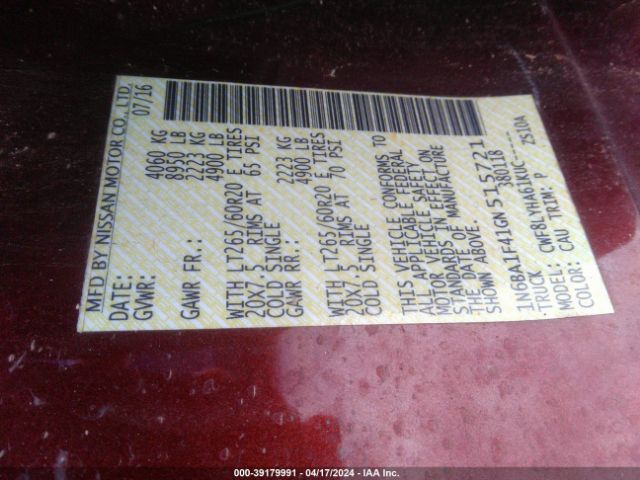 MFD BY NISSAN MOTOR CO., LTD.
DATE: 07/16
GVWR: 4060 KG
8950 LB
GAWR FR.: 2223 KG
4900 LB
WITH LT265/60R20 E TIRES
20X7.5 RIMS AT 65 PSI
COLD SINGLE
GAWR RR.: 2223 KG
4900 LB
WITH LT265/60R20 E TIRES
20X7.5 RIMS AT 70 PSI
COLD SINGLE
THIS VEHICLE CONFORMS TO
ALL APPLICABLE FEDERAL
MOTOR VEHICLE SAFETY
STANDARDS IN EFFECT ON
THE DATE OF MANUFACTURE
SHOWN ABOVE.
1N6BA1F41GN515721
TRUCK 38011B
MODEL: CWF8LYHA61KUC----
COLOR: CAU TRIM: P ZS10A
000-39179991 - 04/17/2024 - IAA Inc.